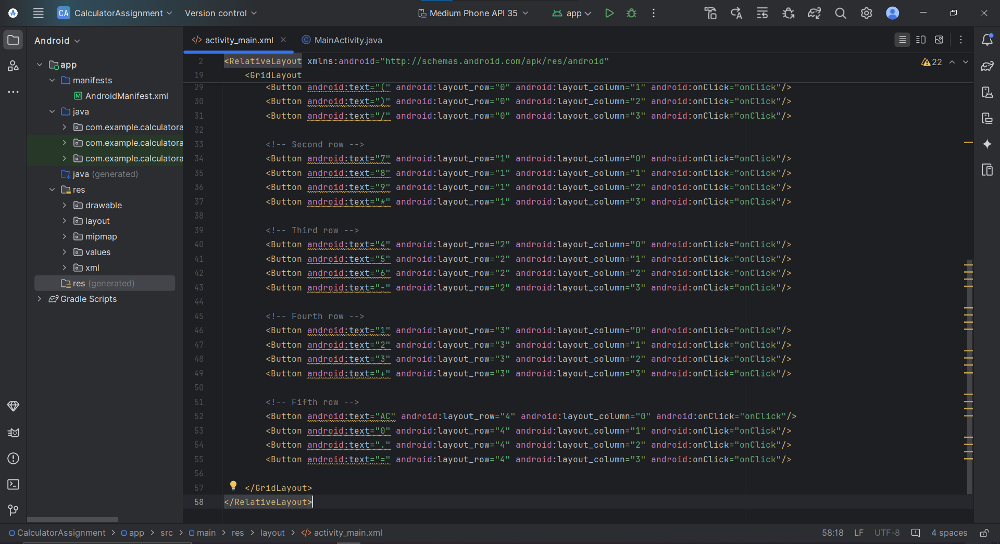 CA CalculatorAssignment Version control Medium Phone API 35 app
Android
app
manifests
AndroidManifest.xml
java
com.example.calculatora
com.example.calculatora
com.example.calculatora
java (generated)
res
drawable
layout
mipmap
values
xml
res (generated)
Gradle Scripts
activity_main.xml MainActivity.java
22
2 <RelativeLayout xmlns:android="http://schemas.android.com/apk/res/android"
19 <GridLayout
29 <Button android:text="(" android:layout_row="0" android:layout_column="1" android:onClick="onClick"/>
30 <Button android:text=")" android:layout_row="0" android:layout_column="2" android:onClick="onClick"/>
31 <Button android:text="/" android:layout_row="0" android:layout_column="3" android:onClick="onClick"/>
32
33 <!-- Second row -->
34 <Button android:text="7" android:layout_row="1" android:layout_column="0" android:onClick="onClick"/>
35 <Button android:text="8" android:layout_row="1" android:layout_column="1" android:onClick="onClick"/>
36 <Button android:text="9" android:layout_row="1" android:layout_column="2" android:onClick="onClick"/>
37 <Button android:text="*" android:layout_row="1" android:layout_column="3" android:onClick="onClick"/>
38
39 <!-- Third row -->
40 <Button android:text="4" android:layout_row="2" android:layout_column="0" android:onClick="onClick"/>
41 <Button android:text="5" android:layout_row="2" android:layout_column="1" android:onClick="onClick"/>
42 <Button android:text="6" android:layout_row="2" android:layout_column="2" android:onClick="onClick"/>
43 <Button android:text="-" android:layout_row="2" android:layout_column="3" android:onClick="onClick"/>
44
45 <!-- Fourth row -->
46 <Button android:text="1" android:layout_row="3" android:layout_column="0" android:onClick="onClick"/>
47 <Button android:text="2" android:layout_row="3" android:layout_column="1" android:onClick="onClick"/>
48 <Button android:text="3" android:layout_row="3" android:layout_column="2" android:onClick="onClick"/>
49 <Button android:text="+" android:layout_row="3" android:layout_column="3" android:onClick="onClick"/>
50
51 <!-- Fifth row -->
52 <Button android:text="AC" android:layout_row="4" android:layout_column="0" android:onClick="onClick"/>
53 <Button android:text="0" android:layout_row="4" android:layout_column="1" android:onClick="onClick"/>
54 <Button android:text="." android:layout_row="4" android:layout_column="2" android:onClick="onClick"/>
55 <Button android:text="=" android:layout_row="4" android:layout_column="3" android:onClick="onClick"/>
56
57 </GridLayout>
58 </RelativeLayout>
CalculatorAssignment > app > src > main > res > layout > activity_main.xml 58:18 LF UTF-8 4 spaces